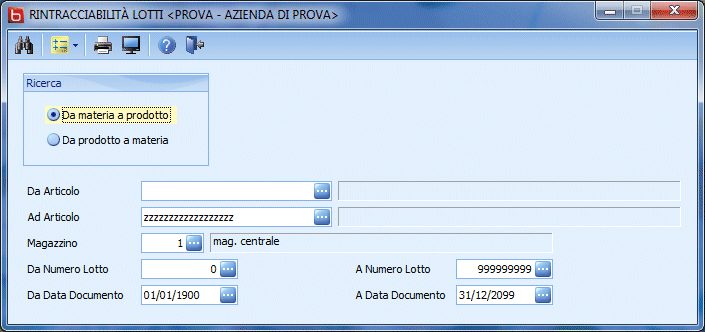 RINTRACCIABILITÀ LOTTI <PROVA - AZIENDA DI PROVA>
Ricerca
Da materia a prodotto
Da prodotto a materia
Da Articolo
Ad Articolo zzzzzzzzzzzzzzzzzz
Magazzino 1 mag. centrale
Da Numero Lotto 0 A Numero Lotto 999999999
Da Data Documento 01/01/1900 A Data Documento 31/12/2099